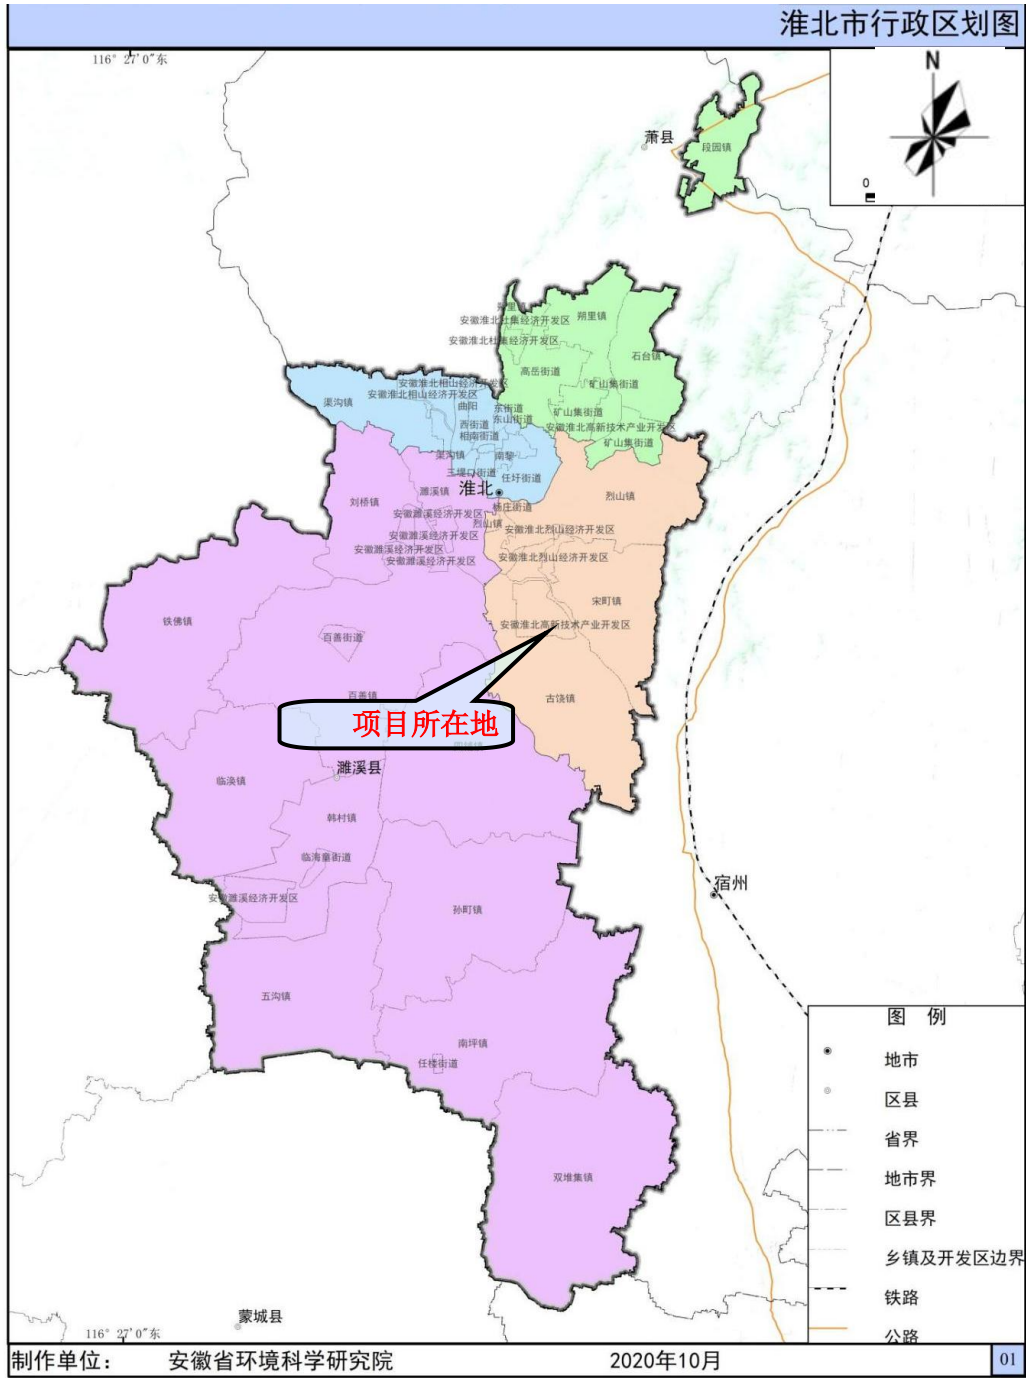 淮北市行政区划图
116° 27′0″东
N
0
萧县
段园镇
朔里镇
安徽淮北杜集经济开发区
朔里镇
安徽淮北杜集经济开发区
石台镇
高岳街道
矿山集街道
安徽淮北相山经济开发区
安徽淮北相山经济开发区
渠沟镇
曲阳
东街道
东山街道
矿山集街道
西街道
相南街道
安徽淮北高新技术产业开发区
矿山集街道
渠沟镇
南黎
三堤口街道
任圩街道
淮北
濉溪镇
刘桥镇
烈山镇
杨庄街道
安徽濉溪经济开发区
烈山镇
安徽淮北烈山经济开发区
安徽濉溪经济开发区
安徽濉溪经济开发区
安徽濉溪经济开发区
安徽淮北烈山经济开发区
宋町镇
铁佛镇
百善街道
安徽淮北高新技术产业开发区
百善镇
古饶镇
项目所在地
濉溪县
临涣镇
韩村镇
临海童街道
安徽濉溪经济开发区
宿州
孙町镇
五沟镇
南坪镇
任楼街道
双堆集镇
蒙城县
116° 27′0″东
图 例
地市
区县
省界
地市界
区县界
乡镇及开发区边界
铁路
公路
制作单位： 安徽省环境科学研究院 2020年10月 01